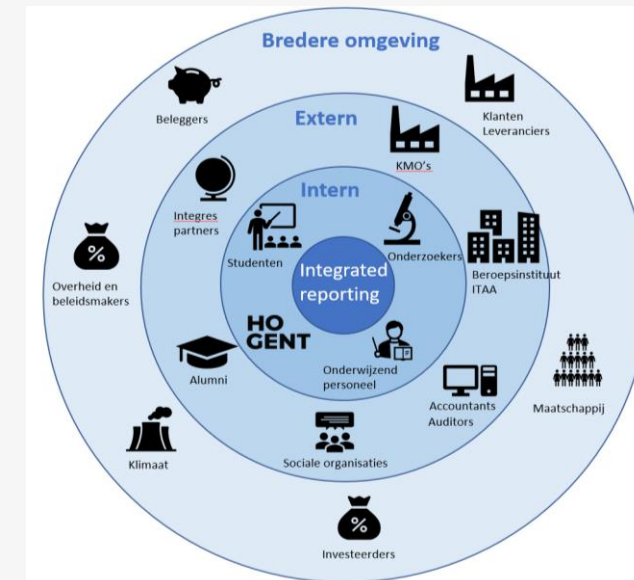 Bredere omgeving
Beleggers
Klanten
Leveranciers
Extern
KMO's
Integres
partners
Intern
Studenten
Onderzoekers
Integrated
reporting
Beroepsinstituut
ITAA
Overheid en
beleidsmakers
HO
GENT
Onderwijzend
personeel
Alumni
Accountants
Auditors
Maatschappij
Klimaat
Sociale organisaties
Investeerders
%
%